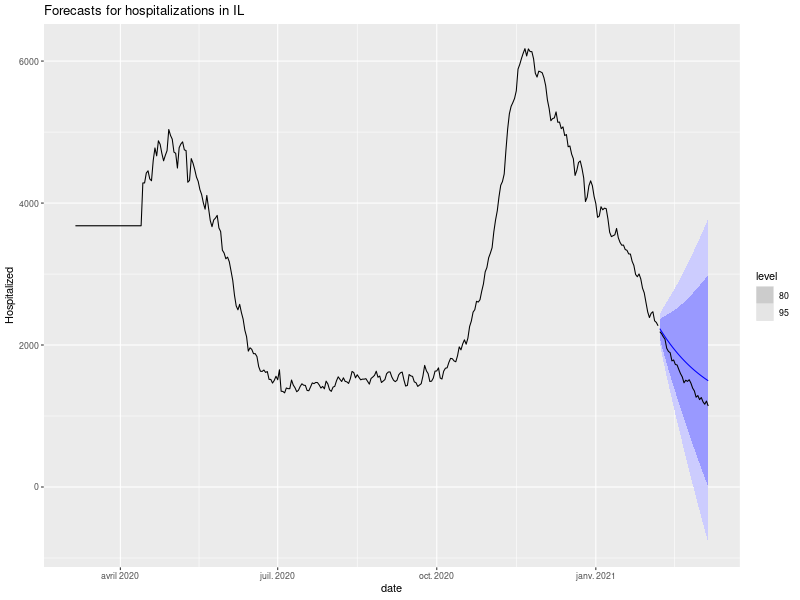 Forecasts for hospitalizations in IL
6000
4000
2000
0
Hospitalized
avril 2020
juil. 2020
oct. 2020
janv. 2021
date
level
80
95